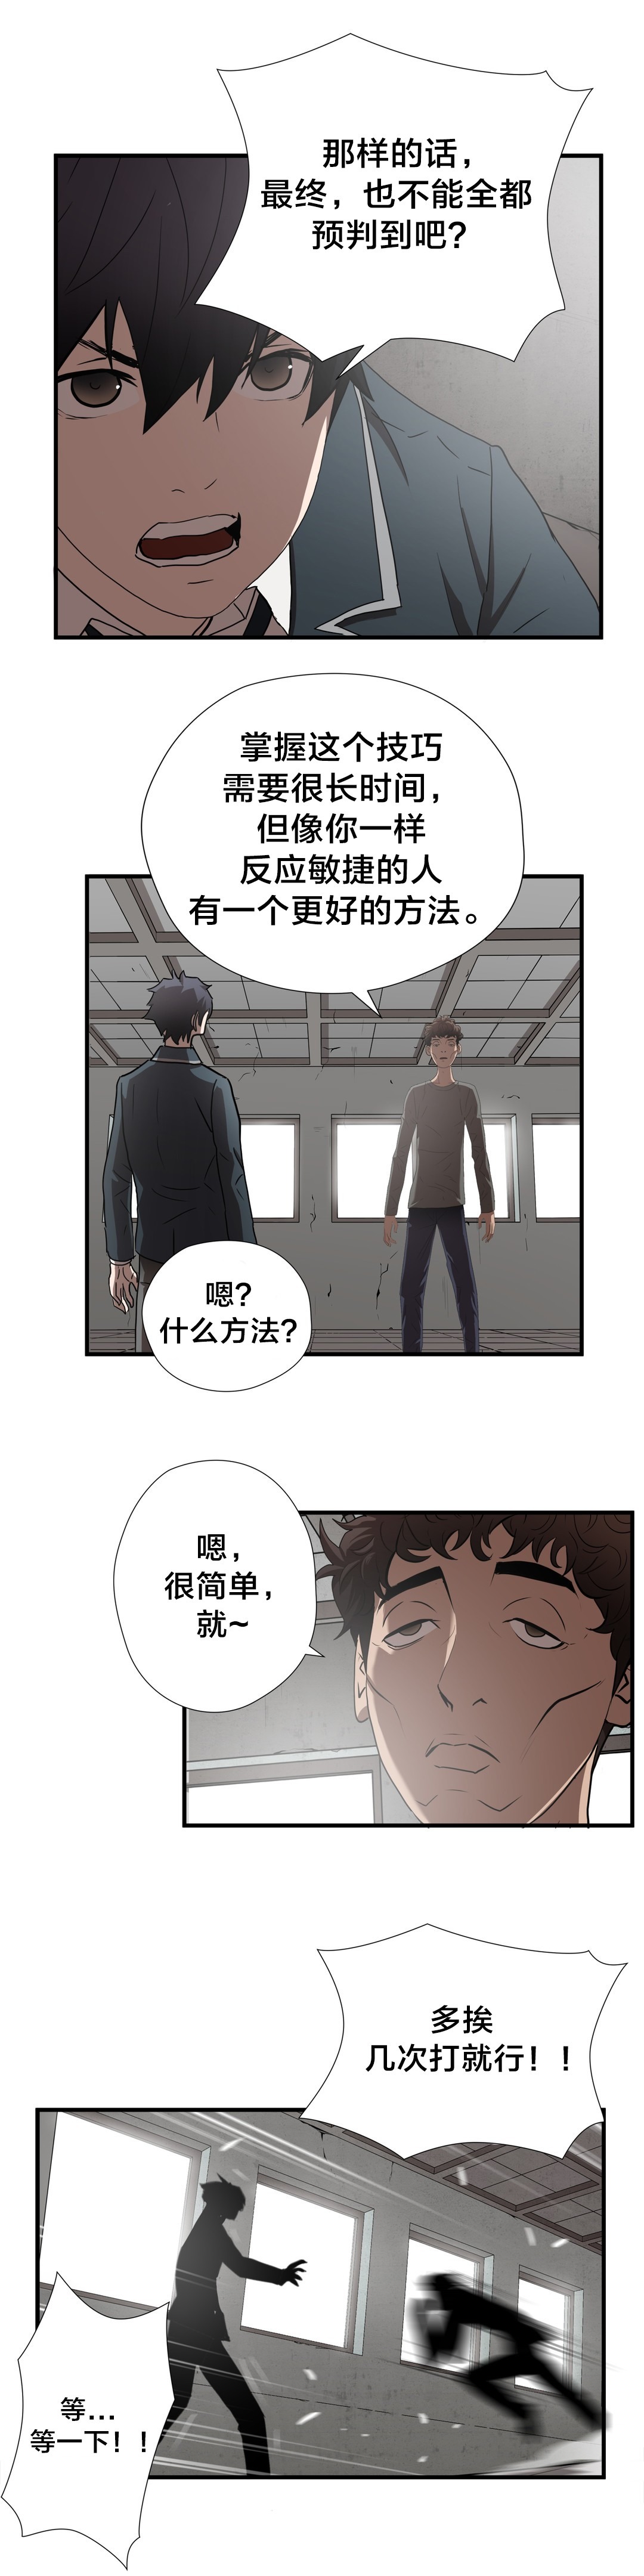 那样的话，
最终，也不能全都
预判到吧？
掌握这个技巧
需要很长时间，
但像你一样
反应敏捷的人
有一个更好的方法。
嗯？
什么方法？
嗯，
很简单，
就~
多挨
几次打就行！！
等...
等一下！！